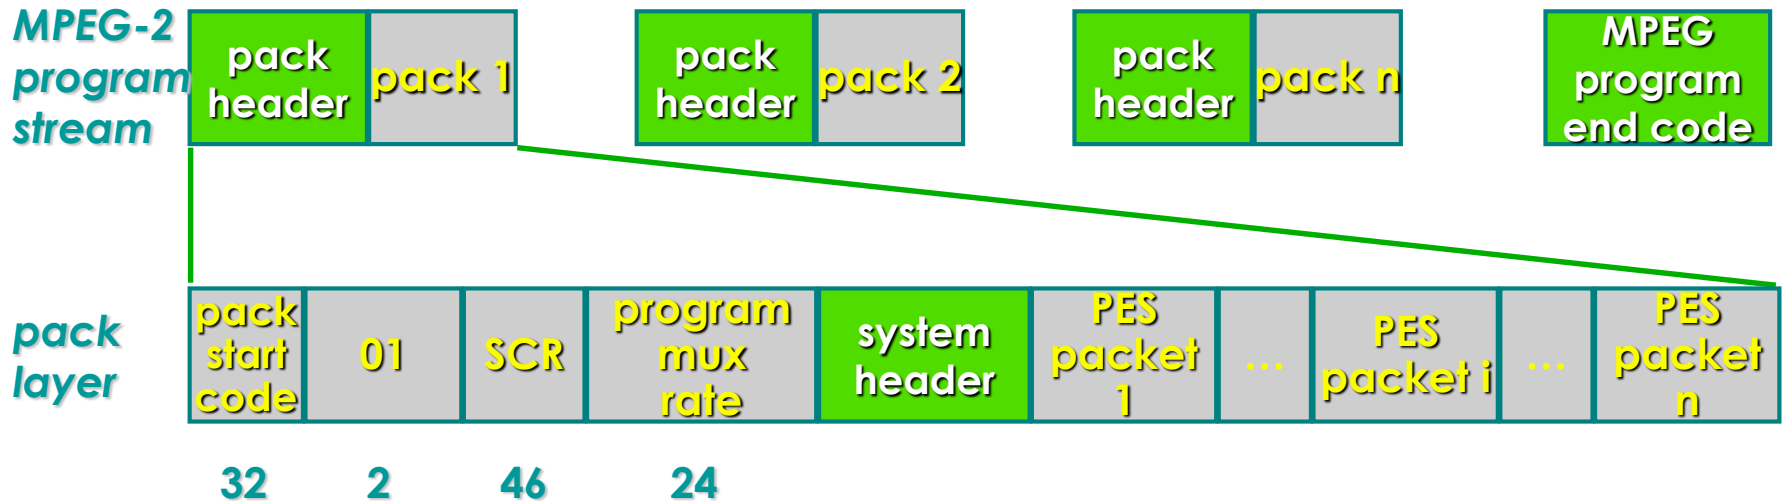 MPEG-2
program
stream
pack
header
pack 1
pack
header
pack 2
pack
header
pack n
MPEG
program
end code
pack
layer
pack
start
code
01
SCR
program
mux
rate
system
header
PES
packet
1
...
PES
packet i
...
PES
packet
n
32
2
46
24